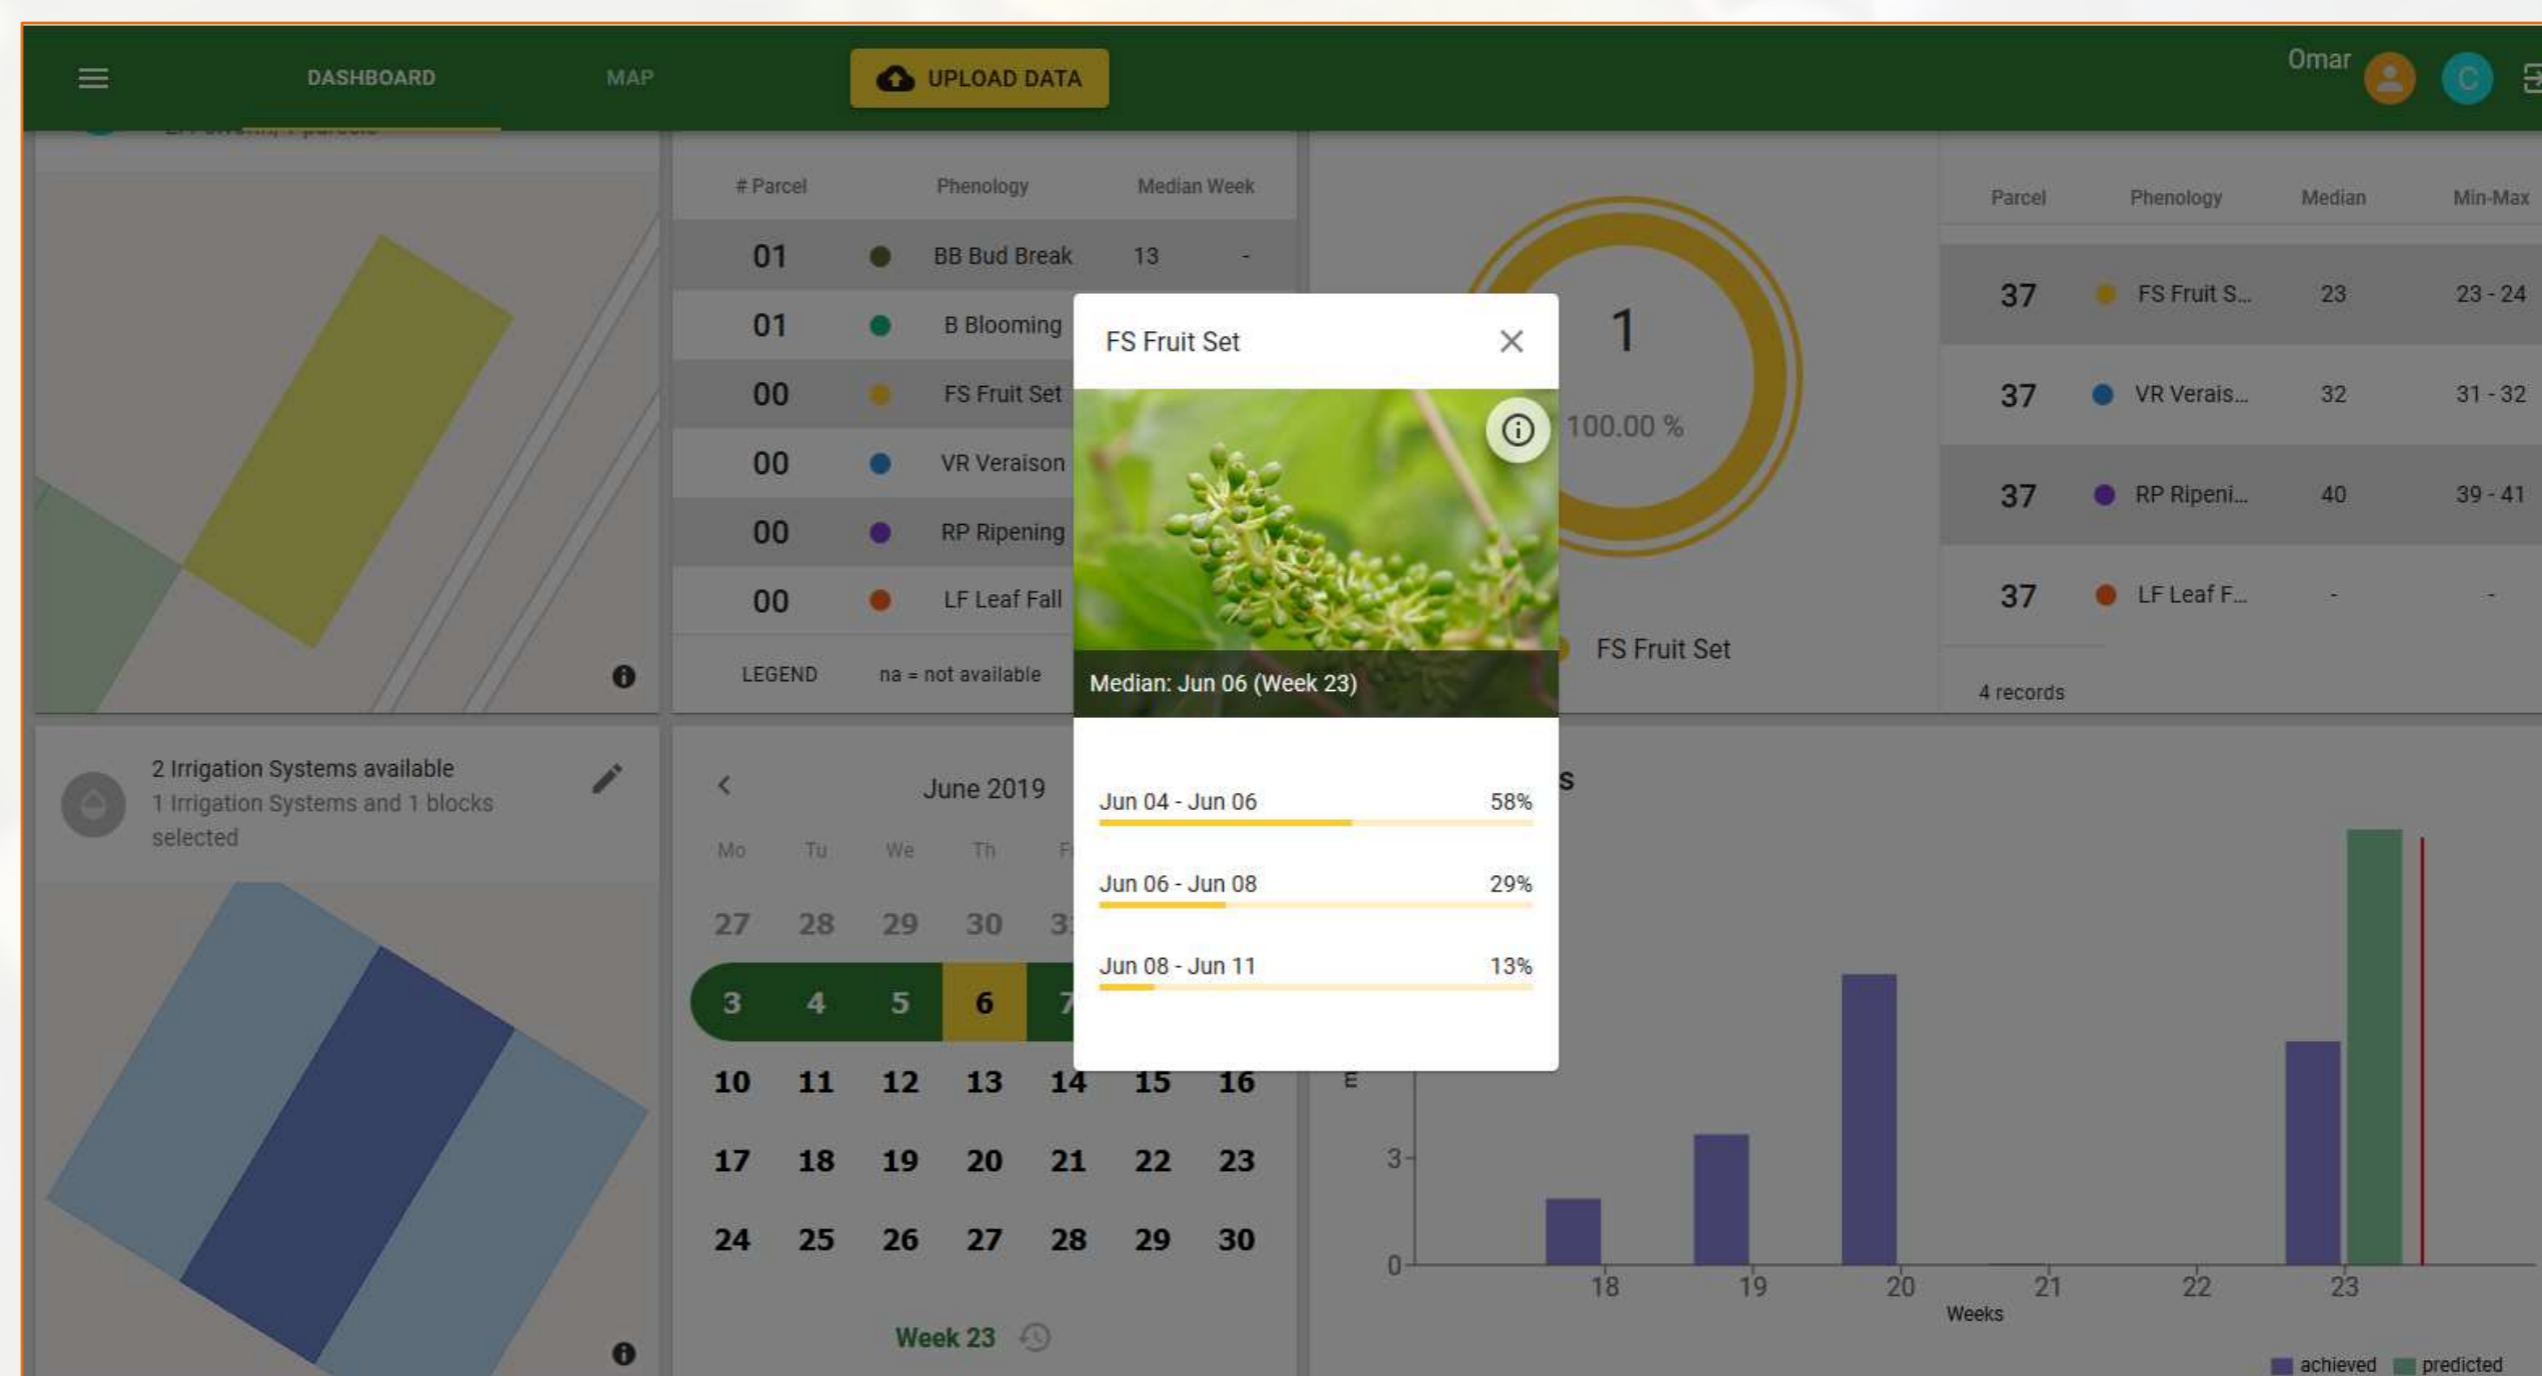 DASHBOARD MAP UPLOAD DATA Omar C
# Parcel Phenology Median Week
01 BB Bud Break 13 -
01 B Blooming
00 FS Fruit Set
00 VR Veraison
00 RP Ripening
00 LF Leaf Fall
LEGEND na = not available
FS Fruit Set
Median: Jun 06 (Week 23)
Jun 04 - Jun 06 58%
Jun 06 - Jun 08 29%
Jun 08 - Jun 11 13%
1
100.00 %
FS Fruit Set
Parcel Phenology Median Min-Max
37 FS Fruit S... 23 23 - 24
37 VR Verais... 32 31 - 32
37 RP Ripeni... 40 39 - 41
37 LF Leaf F... - -
4 records
2 Irrigation Systems available
1 Irrigation Systems and 1 blocks
selected
June 2019
Mo Tu We Th
27 28 29 30
3 4 5 6 7
10 11 12 13 14 15 16
17 18 19 20 21 22 23
24 25 26 27 28 29 30
Week 23
s
m
3
0
18 19 20 21 22 23
Weeks
achieved predicted